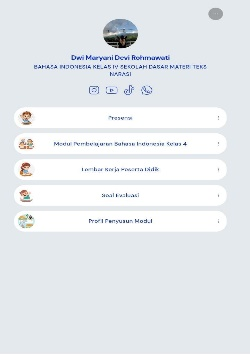 Dwi Maryani Devi Rohmawati
BAHASA INDONESIA KELAS IV SEKOLAH DASAR MATERI TEKS
NARASI
Presensi
Modul Pembelajaran Bahasa Indonesia Kelas 4
Lembar Kerja Peserta Didik
Soal Evaluasi
Profil Penyusun Modul